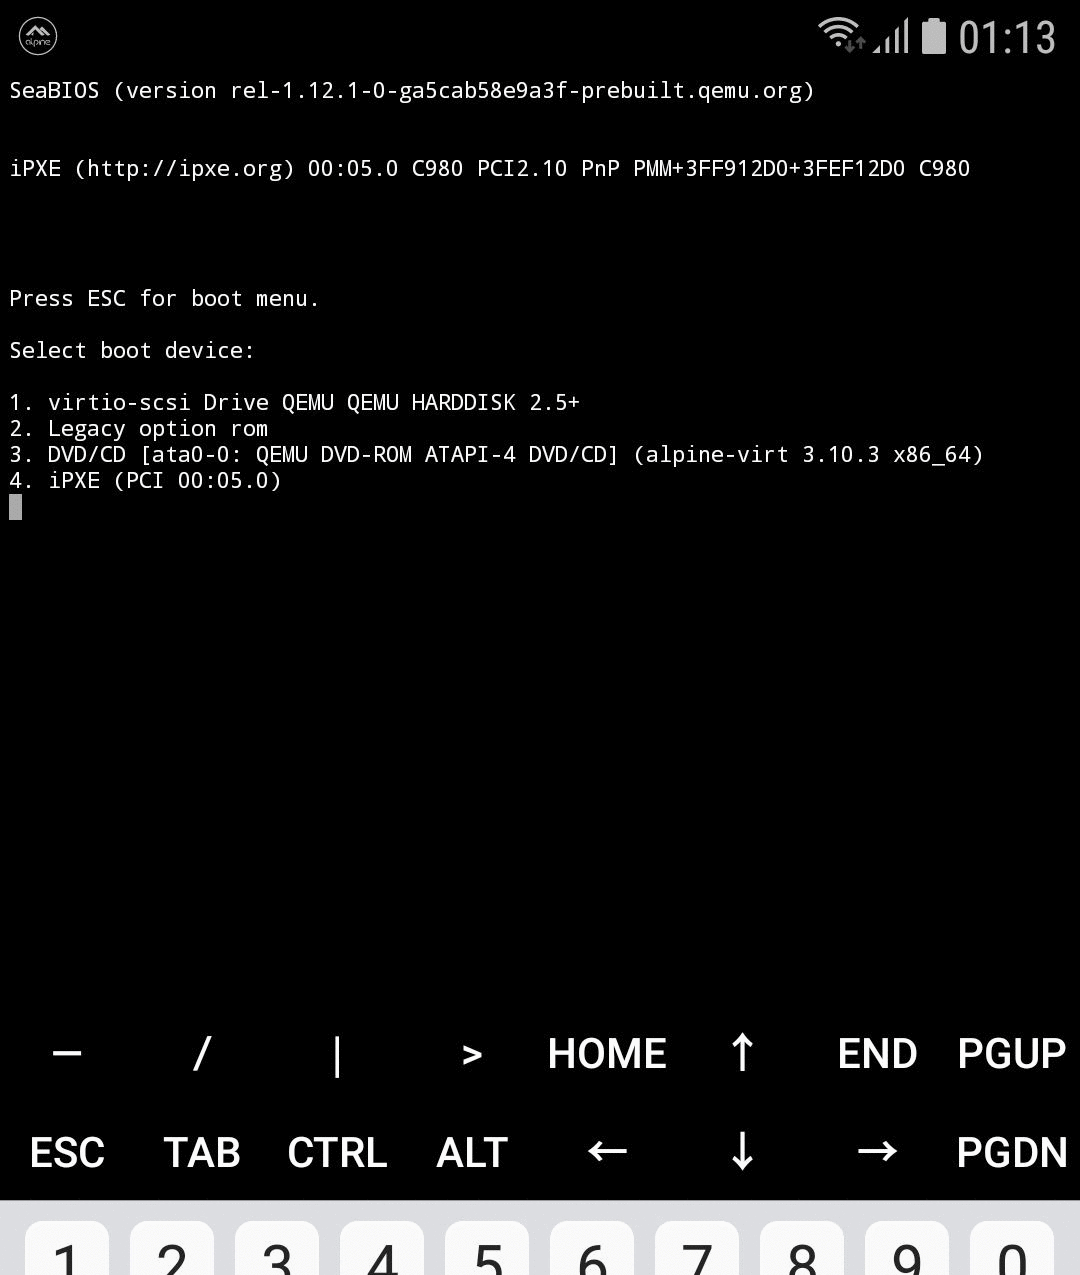 alpine
01:13
SeaBIOS (version rel-1.12.1-0-ga5cab58e9a3f-prebuilt.qemu.org)
iPXE (http://ipxe.org) 00:05.0 C980 PCI2.10 PnP PMM+3FF912D0+3FEF12D0 C980
Press ESC for boot menu.
Select boot device:
1. virtio-scsi Drive QEMU QEMU HARDDISK 2.5+
2. Legacy option rom
3. DVD/CD [ata0-0: QEMU DVD-ROM ATAPI-4 DVD/CD] (alpine-virt 3.10.3 x86_64)
4. iPXE (PCI 00:05.0)
— / | > HOME ↑ END PGUP
ESC TAB CTRL ALT ← ↓ → PGDN
1 2 3 4 5 6 7 8 9 0